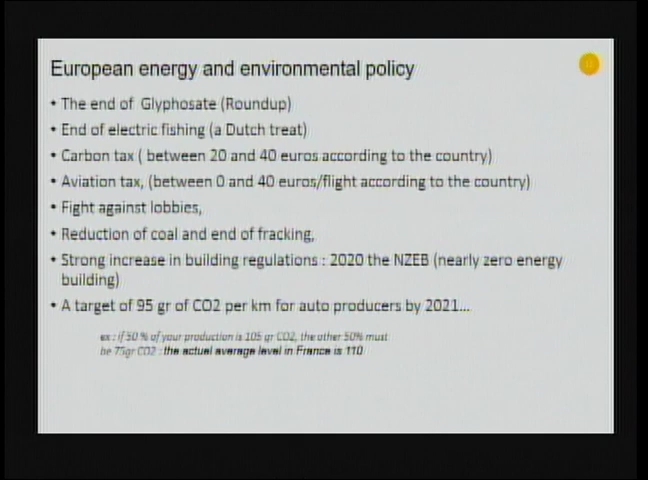 European energy and environmental policy
• The end of Glyphosate (Roundup)
• End of electric fishing (a Dutch treat)
• Carbon tax ( between 20 and 40 euros according to the country)
• Aviation tax, (between 0 and 40 euros/flight according to the country)
• Fight against lobbies,
• Reduction of coal and end of fracking,
• Strong increase in building regulations : 2020 the NZEB (nearly zero energy
building)
• A target of 95 gr of CO2 per km for auto producers by 2021...
ex : if 50 % of your production is 105 gr CO2, the other 50% must
be 75gr CO2 : the actual average level in France is 110